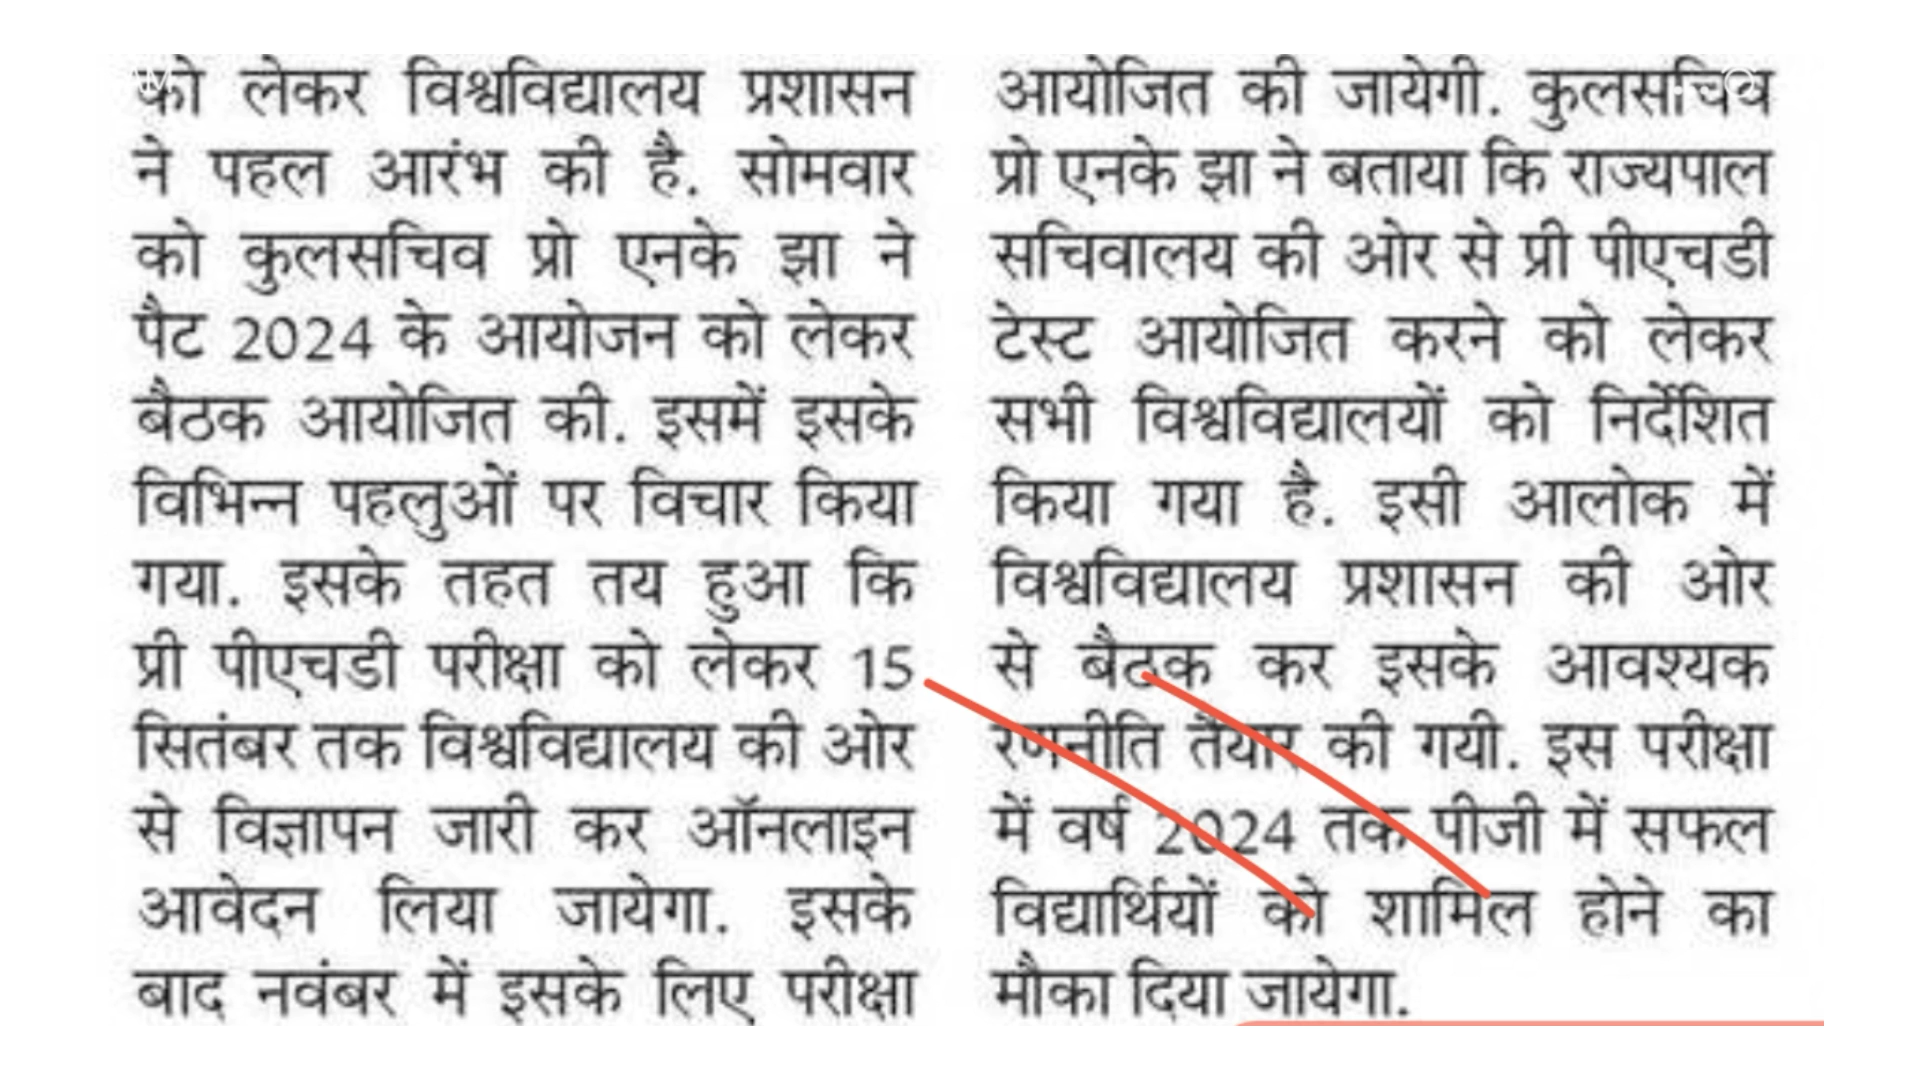 को लेकर विश्वविद्यालय प्रशासन
ने पहल आरंभ की है. सोमवार
को कुलसचिव प्रो एनके झा ने
पैट 2024 के आयोजन को लेकर
बैठक आयोजित की. इसमें इसके
विभिन्न पहलुओं पर विचार किया
गया. इसके तहत तय हुआ कि
प्री पीएचडी परीक्षा को लेकर 15
सितंबर तक विश्वविद्यालय की ओर
से विज्ञापन जारी कर ऑनलाइन
आवेदन लिया जायेगा. इसके
बाद नवंबर में इसके लिए परीक्षा
आयोजित की जायेगी. कुलसचिव
प्रो एनके झा ने बताया कि राज्यपाल
सचिवालय की ओर से प्री पीएचडी
टेस्ट आयोजित करने को लेकर
सभी विश्वविद्यालयों को निर्देशित
किया गया है. इसी आलोक में
विश्वविद्यालय प्रशासन की ओर
से बैठक कर इसके आवश्यक
रणनीति तैयार की गयी. इस परीक्षा
में वर्ष 2024 तक पीजी में सफल
विद्यार्थियों को शामिल होने का
मौका दिया जायेगा.